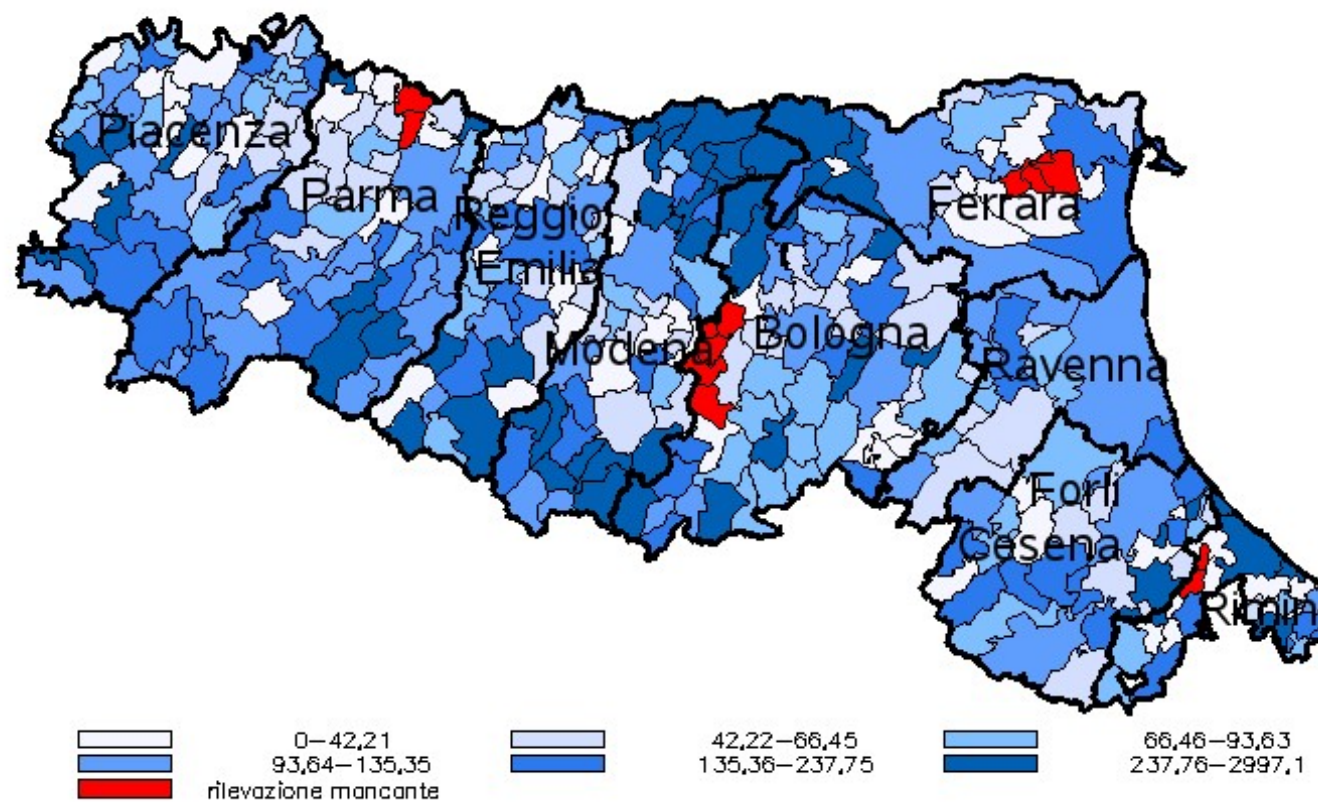 Piacenza
Parma
Reggio
Emilia
Modena
Bologna
Ferrara
Ravenna
Forlì
Cesena
Rimin
0-42,21
42,22-66,45
66,46-93,63
93,64-135,35
135,36-237,75
237,76-2997,1
rilevazione mancante